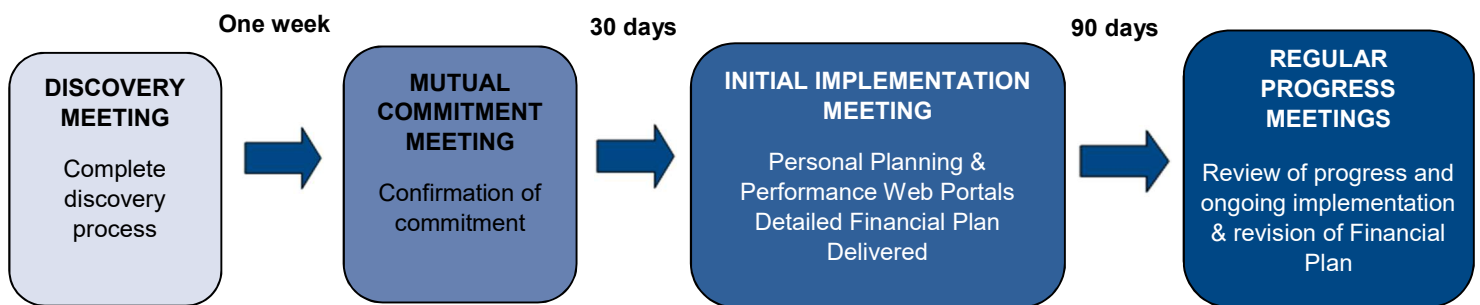 One week
30 days
90 days
DISCOVERY
MEETING
Complete
discovery
process
MUTUAL
COMMITMENT
MEETING
Confirmation of
commitment
INITIAL IMPLEMENTATION
MEETING
Personal Planning &
Performance Web Portals
Detailed Financial Plan
Delivered
REGULAR
PROGRESS
MEETINGS
Review of progress and
ongoing implementation
& revision of Financial
Plan